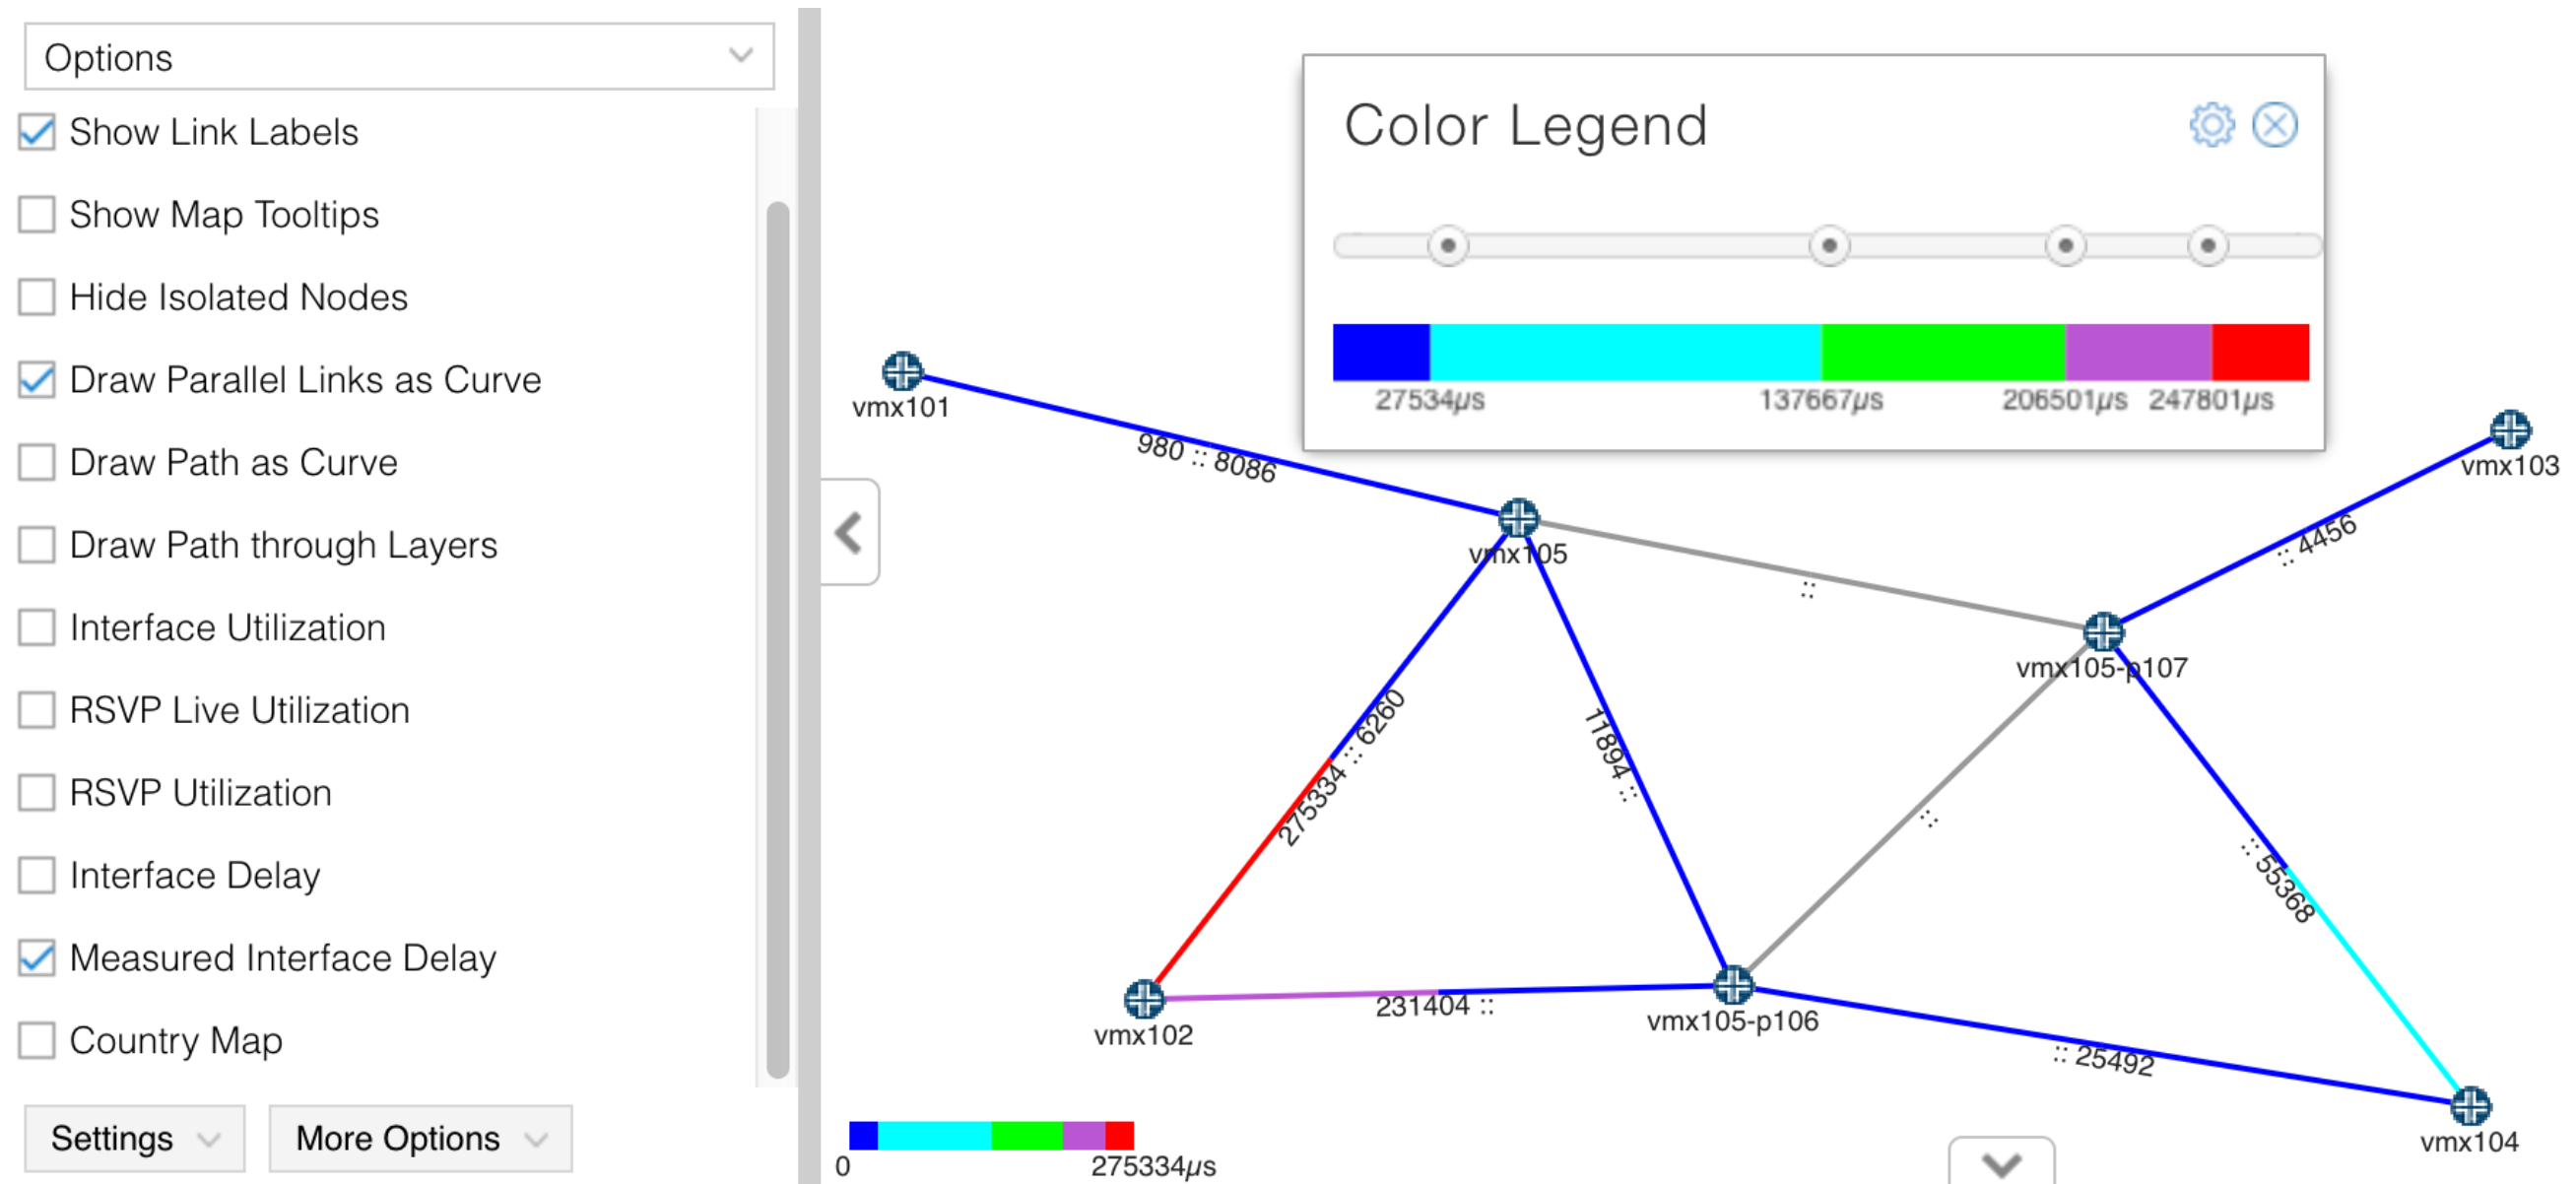 Options
Show Link Labels
Show Map Tooltips
Hide Isolated Nodes
Draw Parallel Links as Curve
Draw Path as Curve
Draw Path through Layers
Interface Utilization
RSVP Live Utilization
RSVP Utilization
Interface Delay
Measured Interface Delay
Country Map
Settings
More Options
Color Legend
27534µs
137667µs
206501µs
247801µs
vmx101
980 :: 8086
vmx103
:: 4456
vmx105
::
vmx105-p107
275334 :: 6260
11894 ::
::
:: 55368
vmx102
231404 ::
vmx105-p106
:: 25492
vmx104
0
275334µs